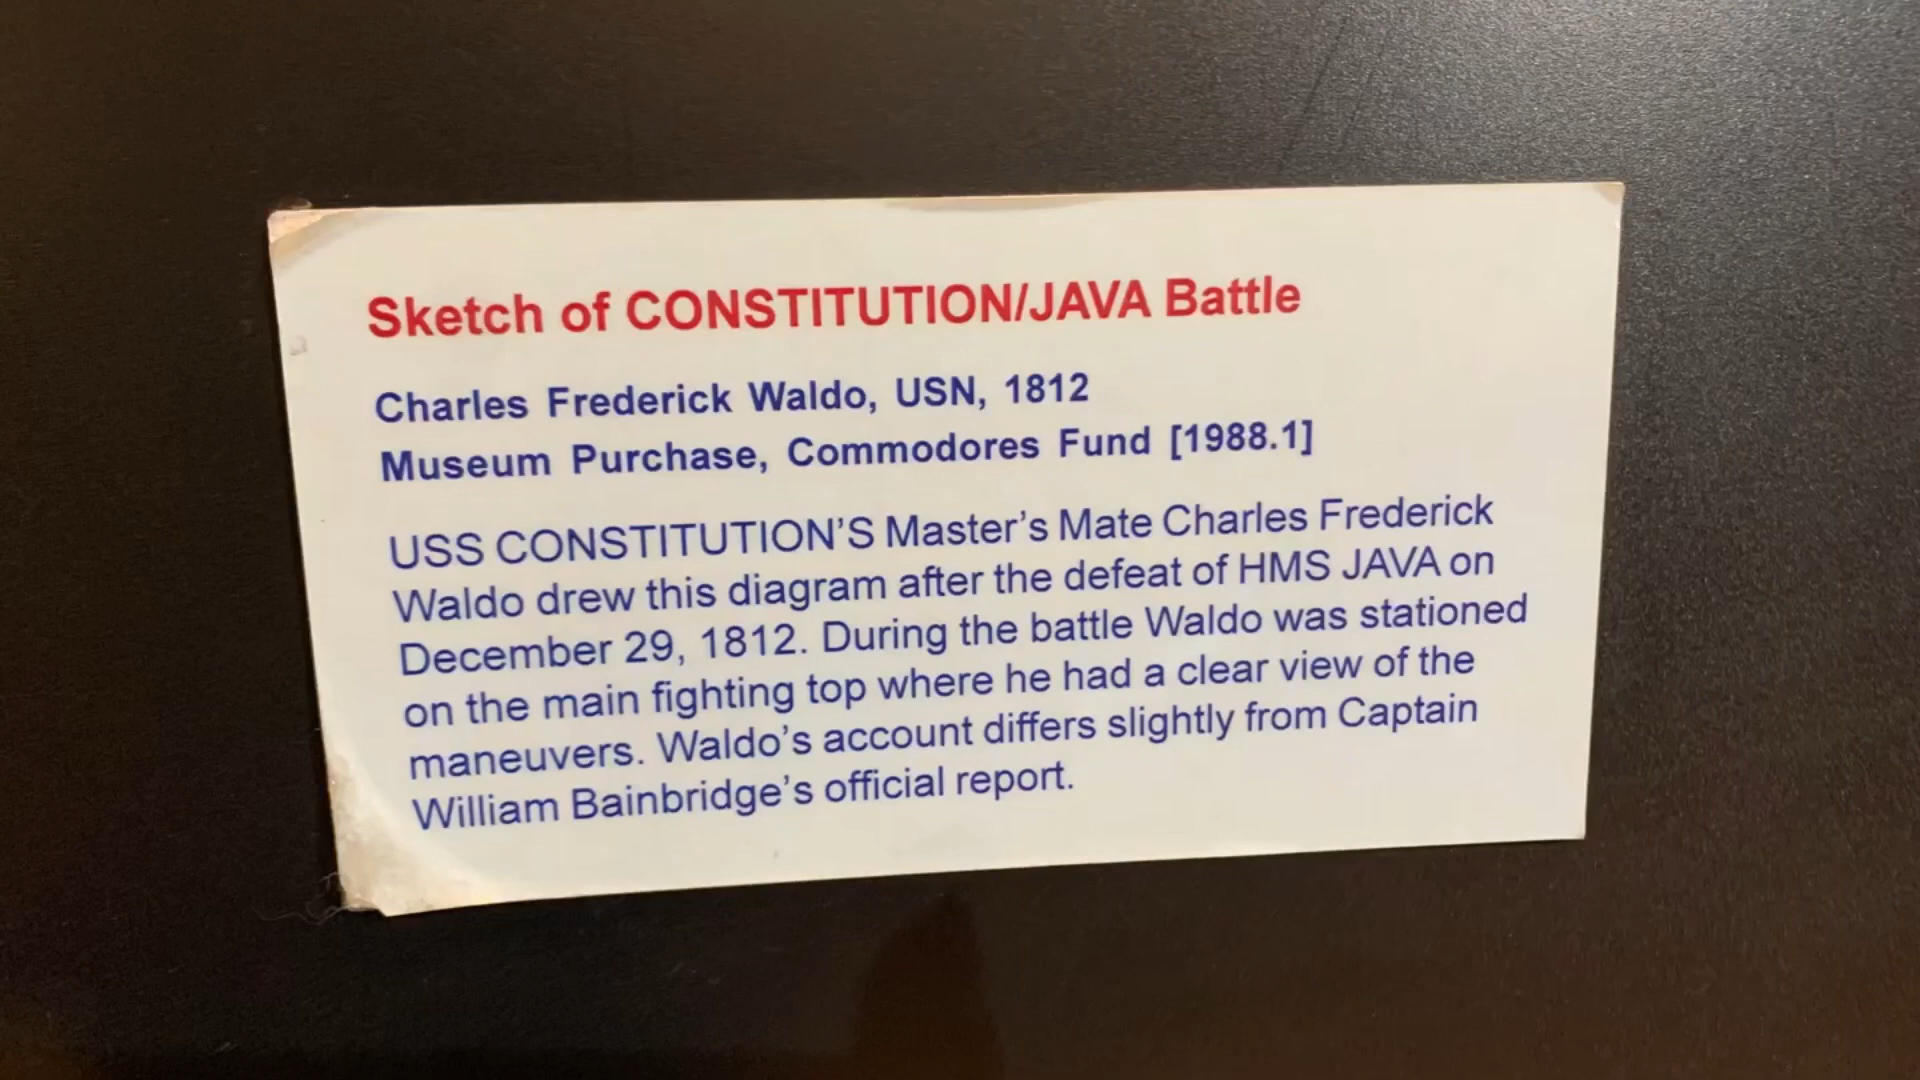 Sketch of CONSTITUTION/JAVA Battle
Charles Frederick Waldo, USN, 1812
Museum Purchase, Commodores Fund [1988.1]
USS CONSTITUTION'S Master's Mate Charles Frederick
Waldo drew this diagram after the defeat of HMS JAVA on
December 29, 1812. During the battle Waldo was stationed
on the main fighting top where he had a clear view of the
maneuvers. Waldo's account differs slightly from Captain
William Bainbridge's official report.